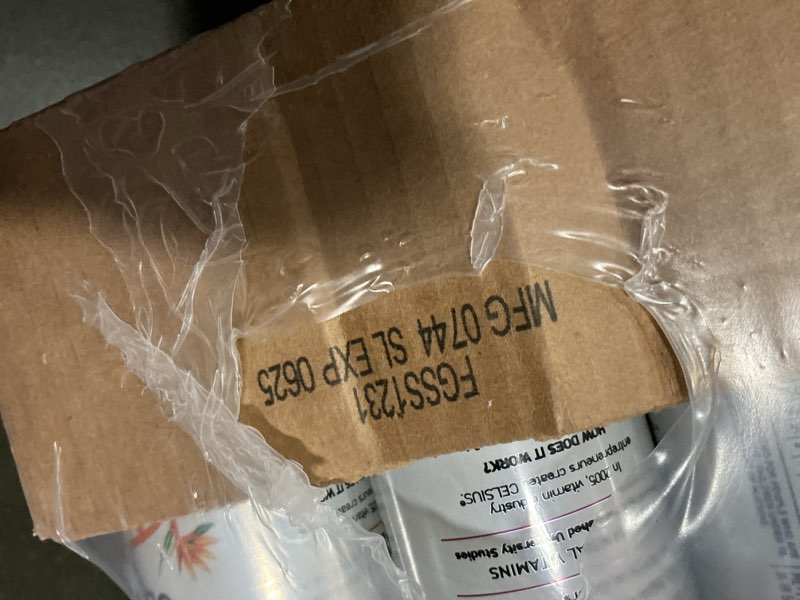 VITAMINS
University Studies
In 2005, vitamin industry
entrepreneurs created CELSIUS®.
HOW DOES IT WORK?
FGSS1231
MFG 0744 SL EXP 0625